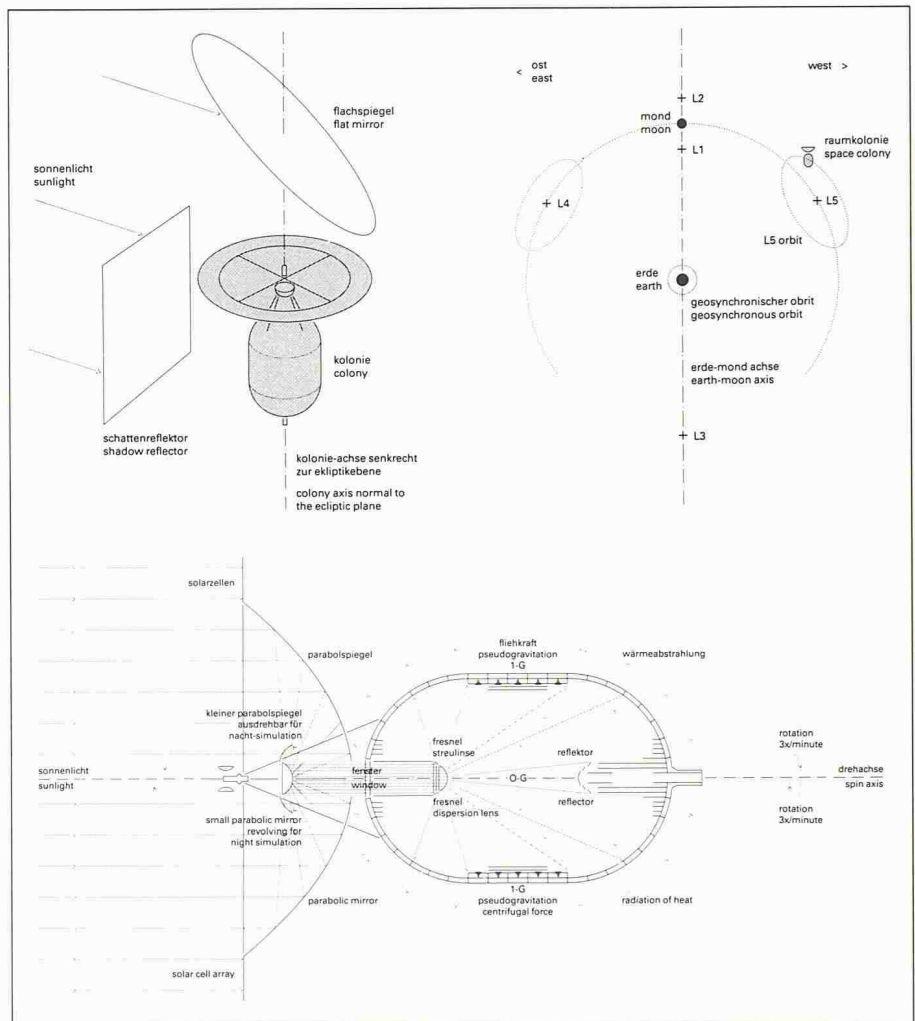 flachspiegel
flat mirror
sonnenlicht
sunlight
kolonie
colony
schattenreflektor
shadow reflector
kolonie-achse senkrecht
zur ekliptikebene
colony axis normal to
the ecliptic plane
< ost
east
west >
L2
mond
moon
L1
raumkolonie
space colony
L4
L5
L5 orbit
erde
earth
geosynchronischer obrit
geosynchronous orbit
erde-mond achse
earth-moon axis
L3
solarzellen
parabolspiegel
fliehkraft
pseudogravitation
1-G
wärmeabstrahlung
kleiner parabolspiegel
ausdrehbar für
nacht-simulation
fresnel
streulinse
reflektor
rotation
3x/minute
sonnenlicht
sunlight
fenster
window
O-G
drehachse
spin axis
fresnel
dispersion lens
reflector
rotation
3x/minute
small parabolic mirror
revolving for
night simulation
parabolic mirror
1-G
pseudogravitation
centrifugal force
radiation of heat
solar cell array